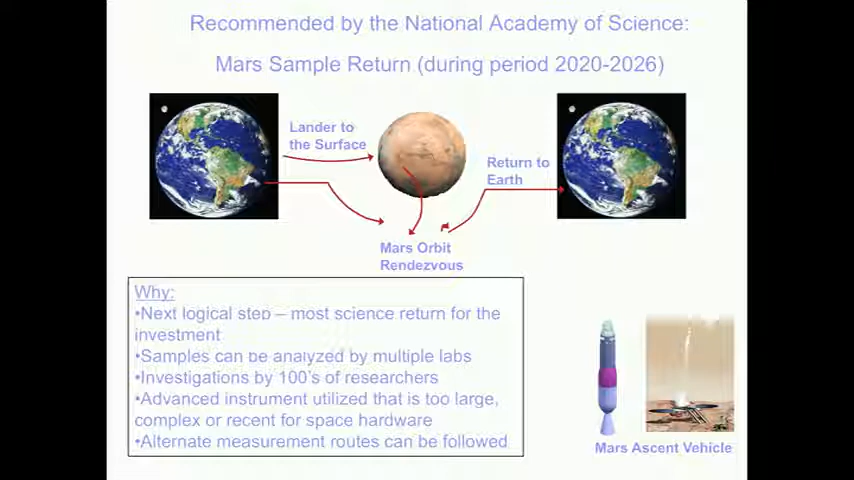 Recommended by the National Academy of Science:
Mars Sample Return (during period 2020-2026)
Lander to
the Surface
Return to
Earth
Mars Orbit
Rendezvous
Why:
•Next logical step – most science return for the
investment
•Samples can be analyzed by multiple labs
•Investigations by 100's of researchers
•Advanced instrument utilized that is too large,
complex or recent for space hardware
•Alternate measurement routes can be followed
Mars Ascent Vehicle